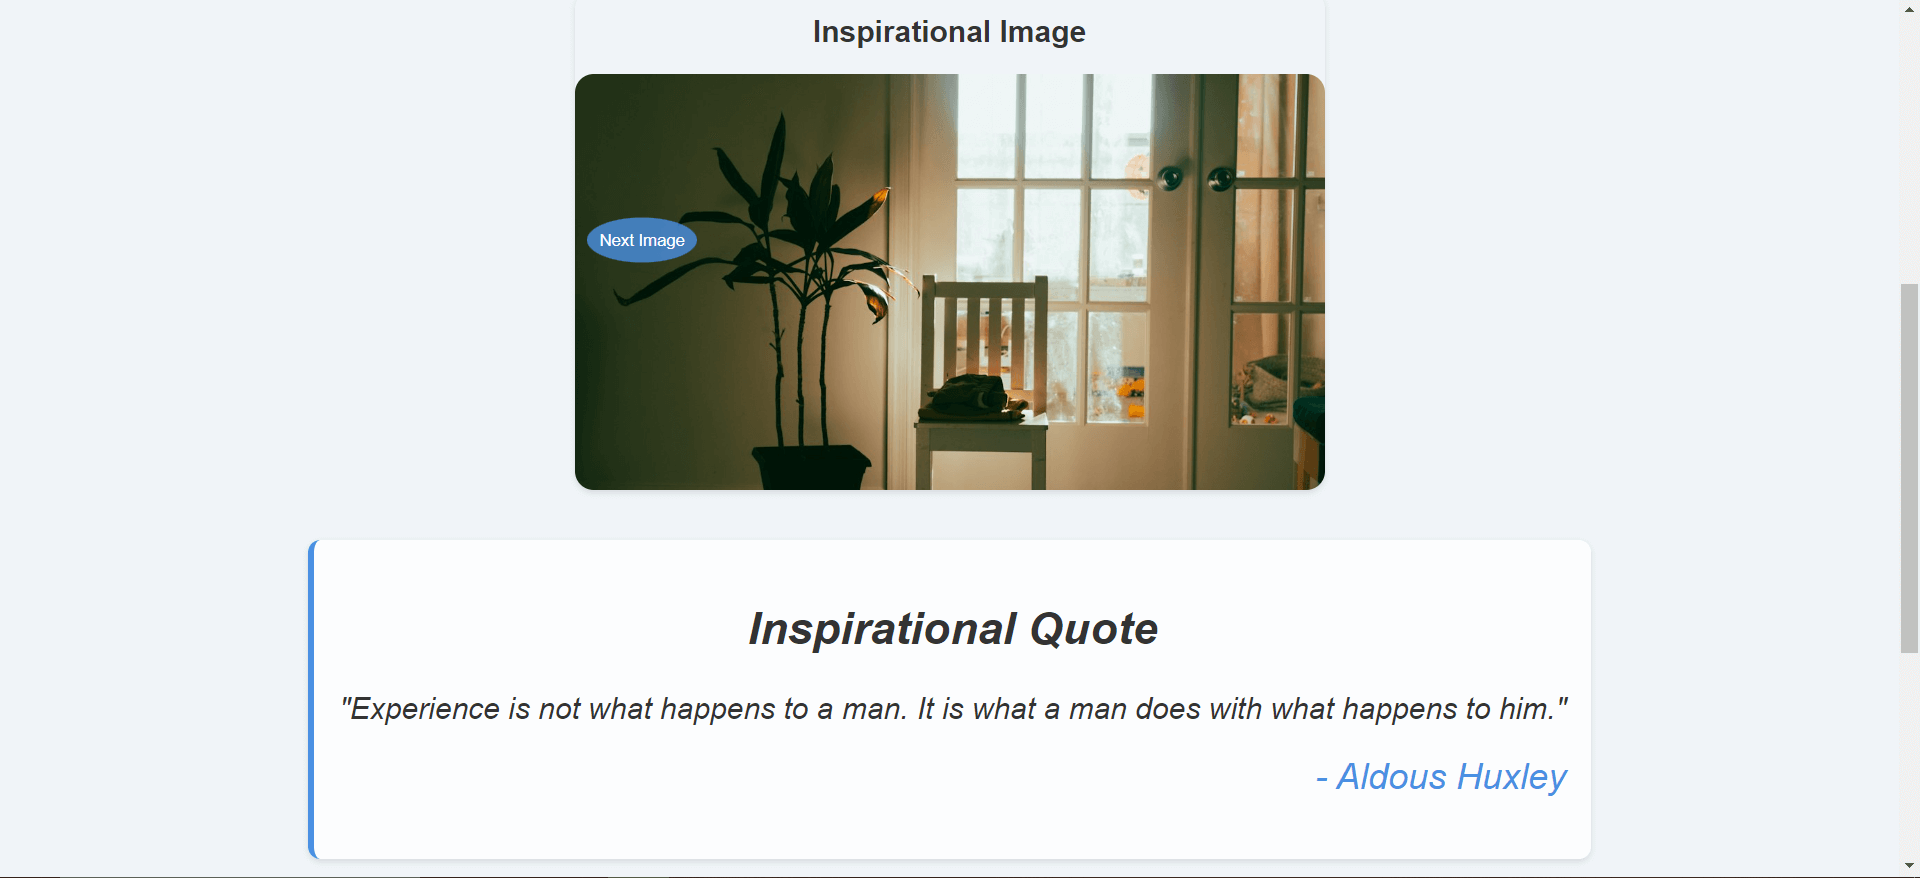 Inspirational Image
Next Image
Inspirational Quote
"Experience is not what happens to a man. It is what a man does with what happens to him."
- Aldous Huxley